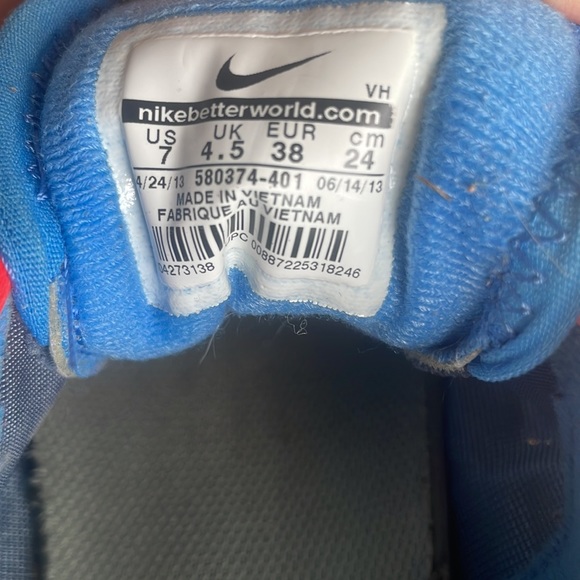 VH
nikebetterworld.com
US UK EUR cm
7 4.5 38 24
4/24/13 580374-401 06/14/13
MADE IN VIETNAM
FABRIQUE AU VIETNAM
04273138 UPC 00887225318246